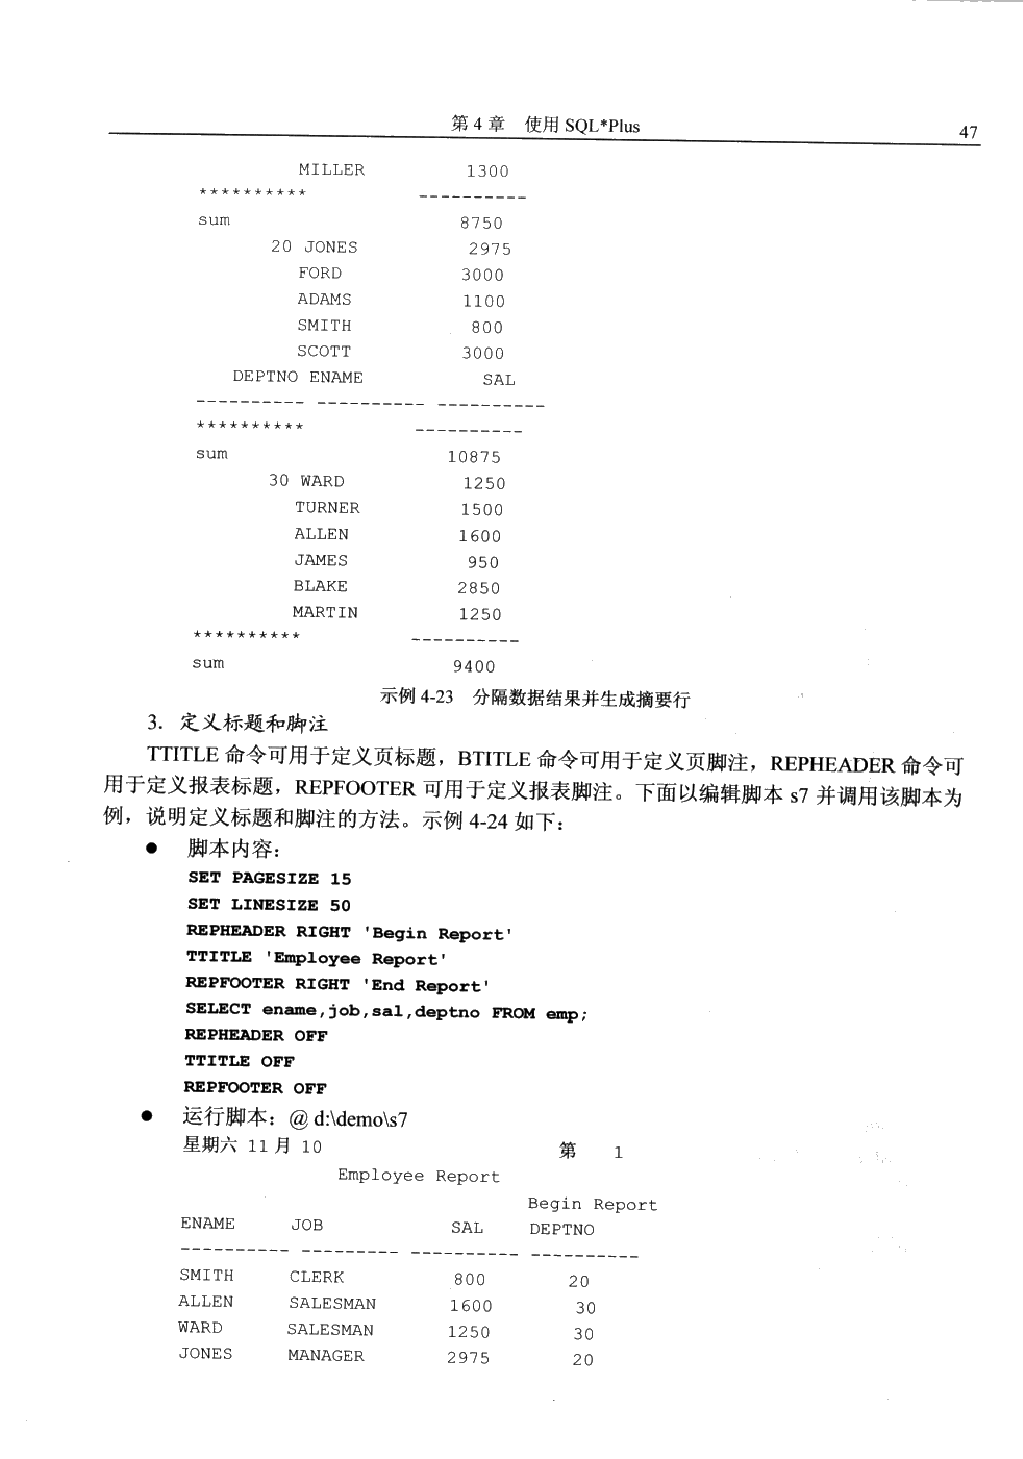 第 4 章 使用 SQL*Plus 47
MILLER 1300
********** ----------
sum 8750
20 JONES 2975
FORD 3000
ADAMS 1100
SMITH 800
SCOTT 3000
DEPTNO ENAME SAL
---------- ---------- ----------
********** ----------
sum 10875
30 WARD 1250
TURNER 1500
ALLEN 1600
JAMES 950
BLAKE 2850
MARTIN 1250
********** ----------
sum 9400
示例 4-23 分隔数据结果并生成摘要行
3. 定义标题和脚注
TTITLE 命令可用于定义页标题，BTITLE 命令可用于定义页脚注，REPHEADER 命令可
用于定义报表标题，REPFOOTER 可用于定义报表脚注。下面以编辑脚本 s7 并调用该脚本为
例，说明定义标题和脚注的方法。示例 4-24 如下：
● 脚本内容：
SET PAGESIZE 15
SET LINESIZE 50
REPHEADER RIGHT 'Begin Report'
TTITLE 'Employee Report'
REPFOOTER RIGHT 'End Report'
SELECT ename,job,sal,deptno FROM emp;
REPHEADER OFF
TTITLE OFF
REPFOOTER OFF
● 运行脚本：@ d:\demo\s7
星期六 11 月 10 第 1
Employee Report
Begin Report
ENAME JOB SAL DEPTNO
---------- --------- ---------- ----------
SMITH CLERK 800 20
ALLEN SALESMAN 1600 30
WARD SALESMAN 1250 30
JONES MANAGER 2975 20